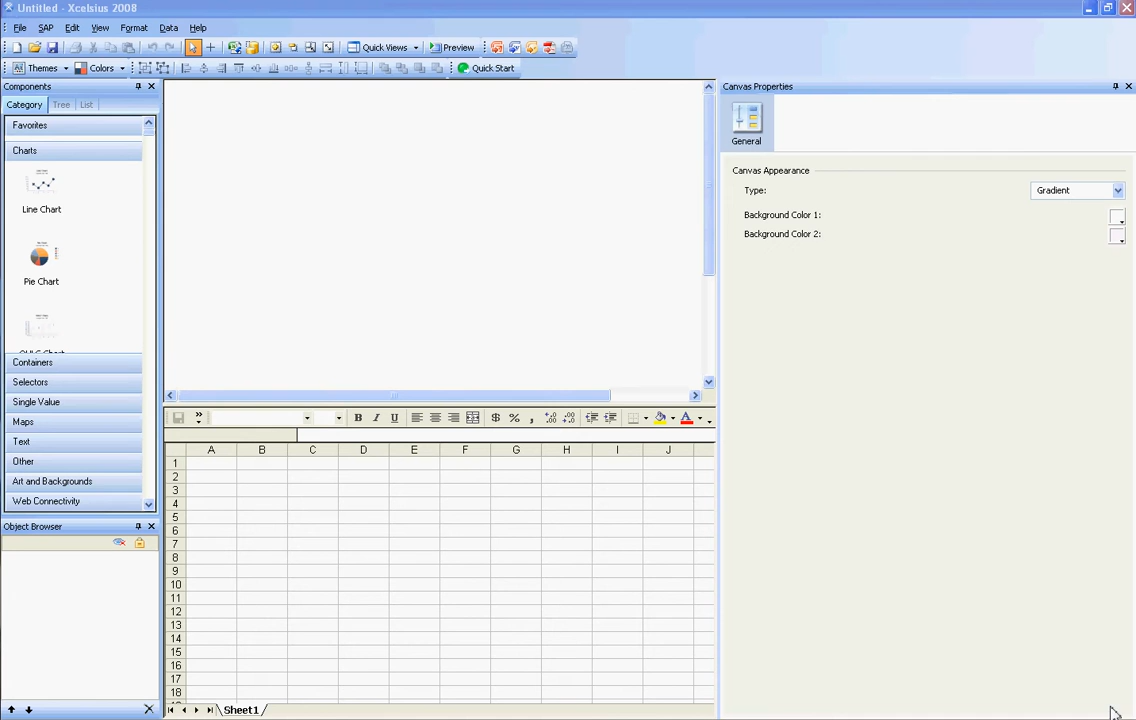 Untitled - Xcelsius 2008
File SAP Edit View Format Data Help
Quick Views Preview
Themes Colors Quick Start
Components
Category Tree List
Favorites
Charts
Line Chart
Pie Chart
Containers
Selectors
Single Value
Maps
Text
Other
Art and Backgrounds
Web Connectivity
Object Browser
B I U $ % , A
A B C D E F G H I J
1
2
3
4
5
6
7
8
9
10
11
12
13
14
15
16
17
18
Sheet1
Canvas Properties
General
Canvas Appearance
Type: Gradient
Background Color 1:
Background Color 2: